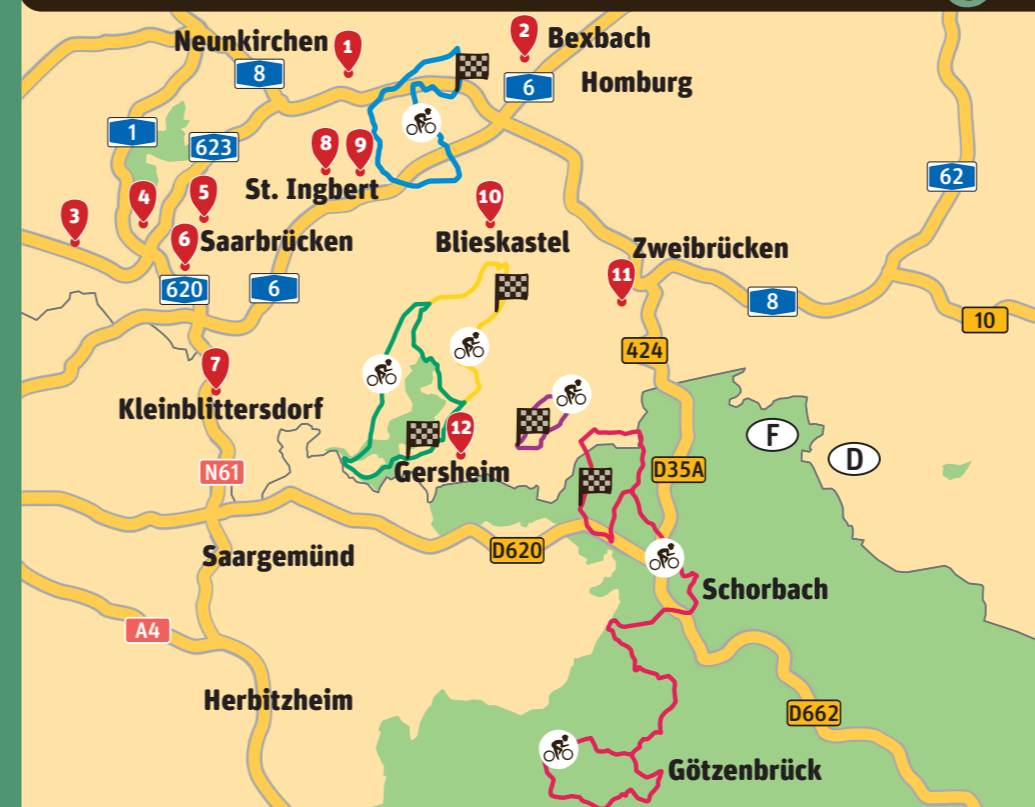 Neunkirchen
1
2
Bexbach
8
6
Homburg
1
623
8
9
62
St. Ingbert
3
4
5
10
6
Saarbrücken
Blieskastel
Zweibrücken
620
6
11
8
10
424
7
Kleinblittersdorf
12
F
D
Gersheim
N61
D35A
D620
Saargemünd
Schorbach
A4
Herbitzheim
D662
Götzenbrück